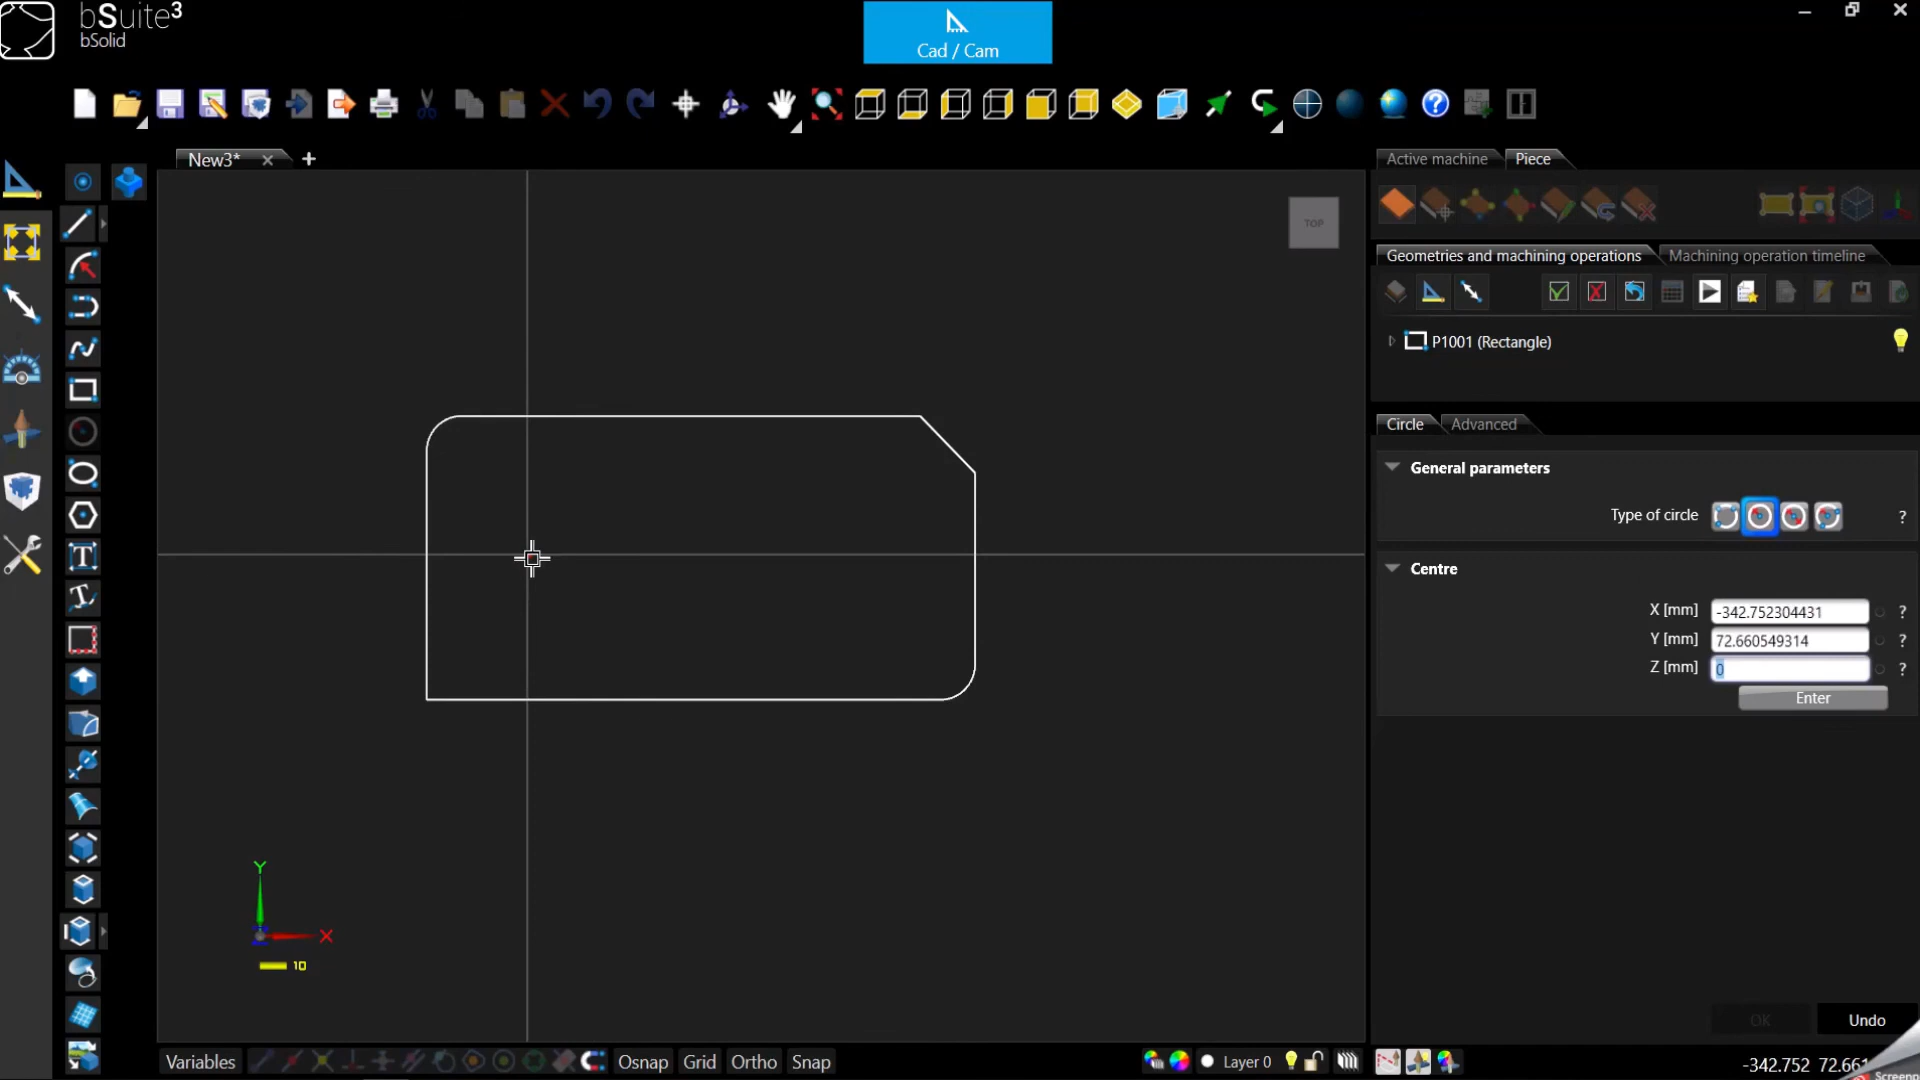 bSuite³
bSolid
Cad / Cam
New3*
Active machine
Piece
TOP
Geometries and machining operations
Machining operation timeline
P1001 (Rectangle)
Circle
Advanced
General parameters
Type of circle
?
Centre
X [mm]
-342.752304431
?
Y [mm]
72.660549314
?
Z [mm]
0
?
Enter
Y
X
10
OK
Undo
Variables
Osnap
Grid
Ortho
Snap
Layer 0
-342.752 72.661